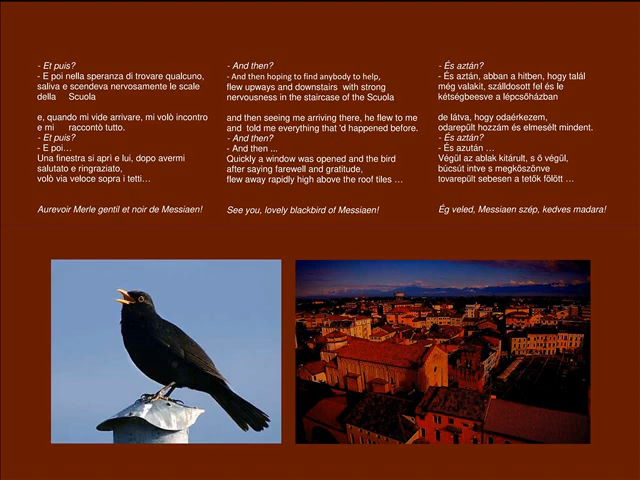 - Et puis?
- E poi nella speranza di trovare qualcuno,
saliva e scendeva nervosamente le scale
della Scuola
e, quando mi vide arrivare, mi volò incontro
e mi raccontò tutto.
- Et puis?
- E poi…
Una finestra si aprì e lui, dopo avermi
salutato e ringraziato,
volò via veloce sopra i tetti…
Aurevoir Merle gentil et noir de Messiaen!
- And then?
- And then hoping to find anybody to help,
flew upways and downstairs with strong
nervousness in the staircase of the Scuola
and then seeing me arriving there, he flew to me
and told me everything that 'd happened before.
- And then?
- And then ...
Quickly a window was opened and the bird
after saying farewell and gratitude,
flew away rapidly high above the roof tiles …
See you, lovely blackbird of Messiaen!
- És aztán?
- És aztán, abban a hitben, hogy talál
még valakit, szálldosott fel és le
kétségbeesve a lépcsőházban
de látva, hogy odaérkezem,
odarepült hozzám és elmesélt mindent.
- És aztán?
- És azután …
Végül az ablak kitárult, s ő végül,
búcsút intve s megköszönve
tovarepült sebesen a tetők fölött …
Ég veled, Messiaen szép, kedves madara!